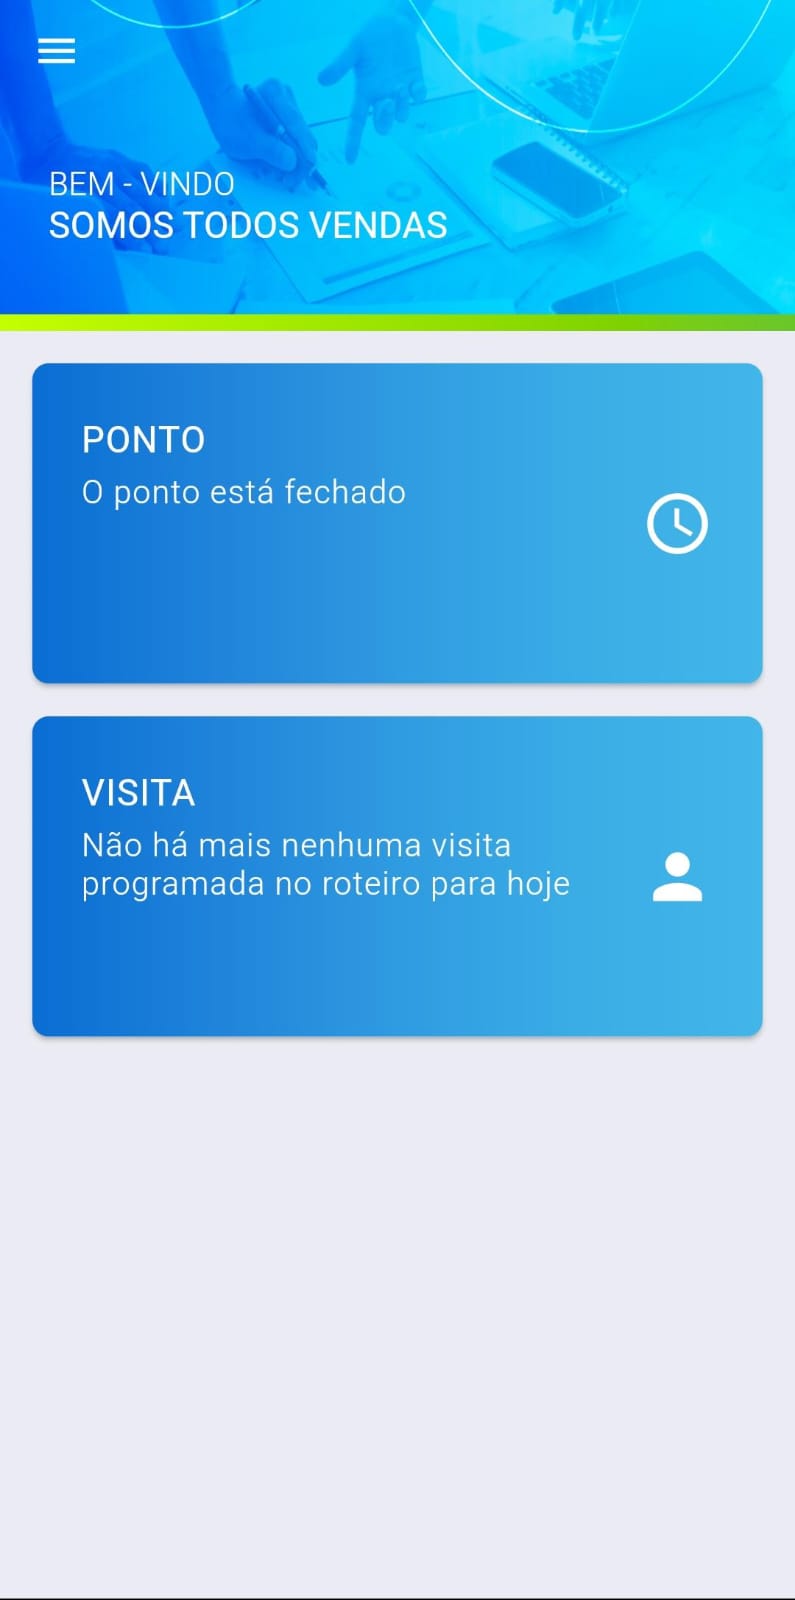 BEM - VINDO
SOMOS TODOS VENDAS
PONTO
O ponto está fechado
VISITA
Não há mais nenhuma visita
programada no roteiro para hoje